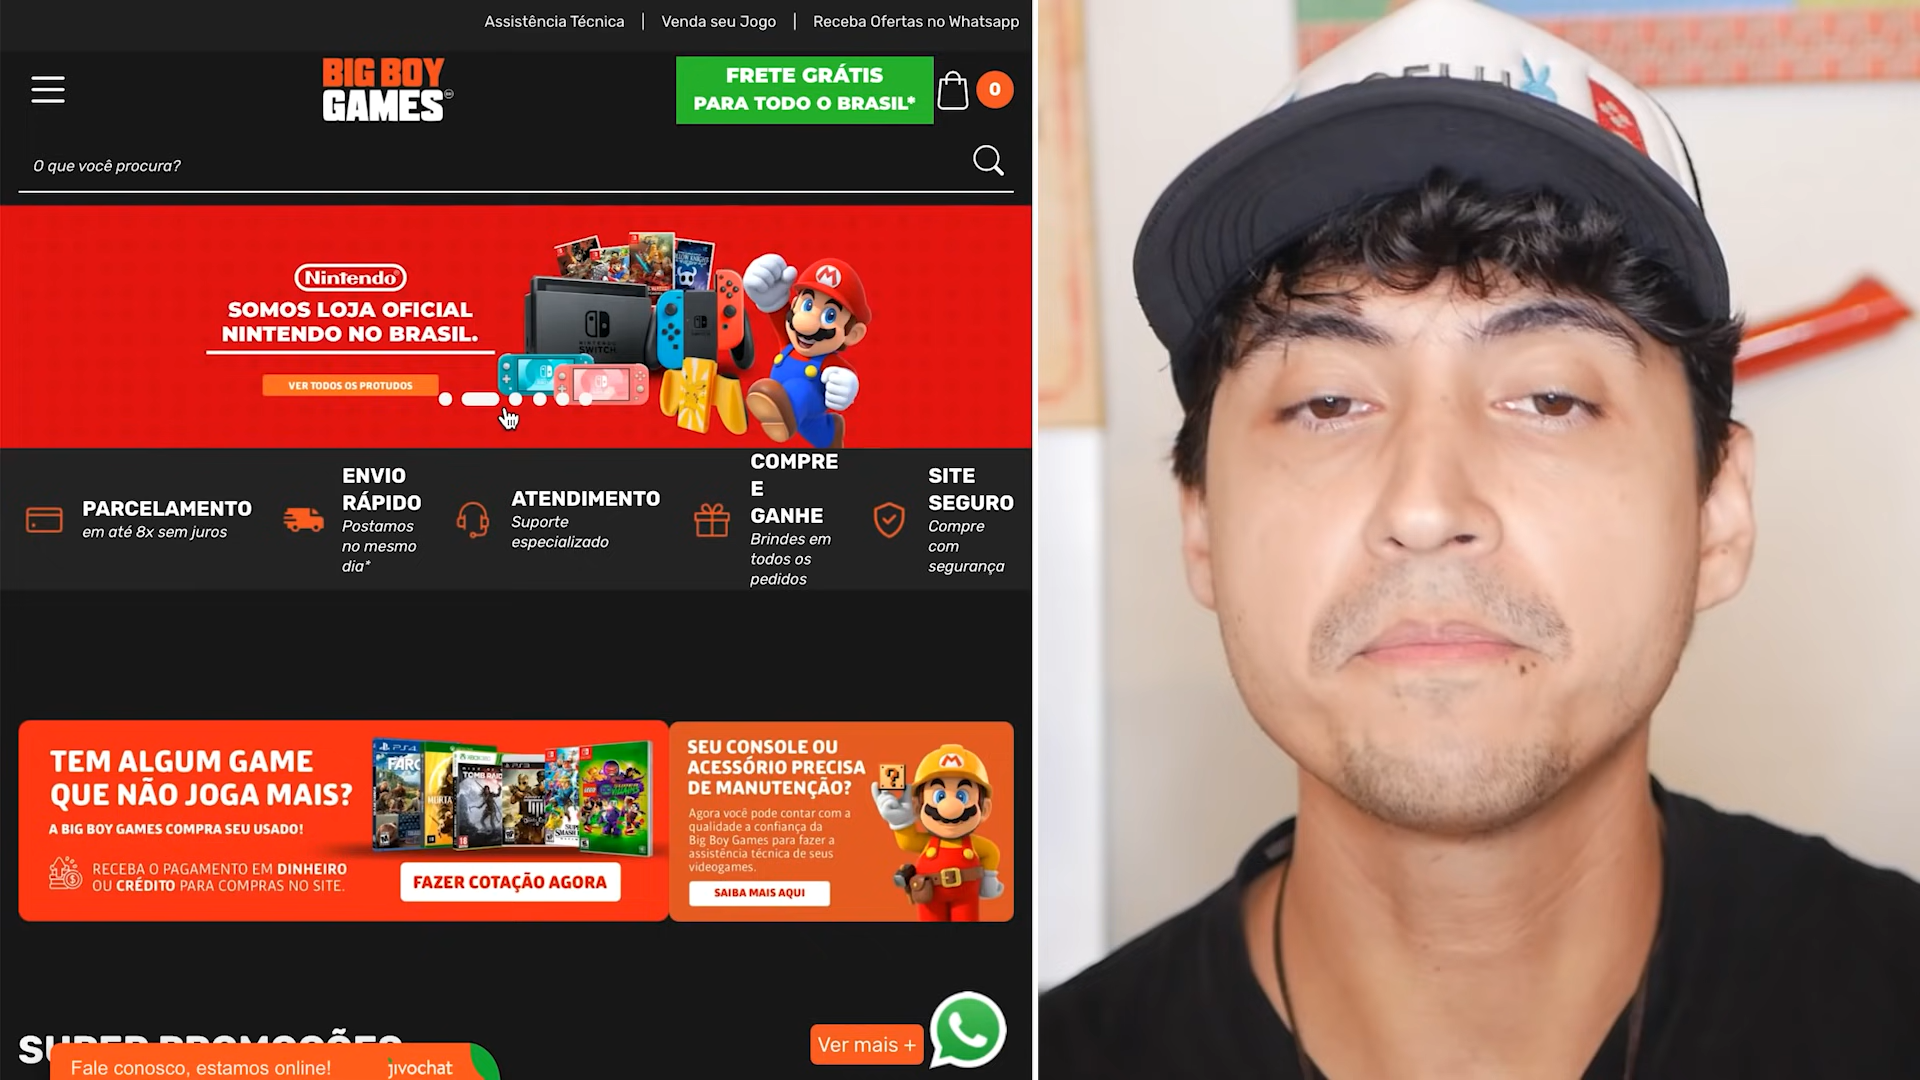 Assistência Técnica | Venda seu Jogo | Receba Ofertas no Whatsapp
BIG BOY
GAMES
FRETE GRÁTIS
PARA TODO O BRASIL*
0
O que você procura?
Nintendo
SOMOS LOJA OFICIAL
NINTENDO NO BRASIL.
VER TODOS OS PROTUDOS
NINTENDO
SWITCH
PARCELAMENTO
em até 8x sem juros
ENVIO
RÁPIDO
Postamos
no mesmo
dia*
ATENDIMENTO
Suporte
especializado
COMPRE
E
GANHE
Brindes em
todos os
pedidos
SITE
SEGURO
Compre
com
segurança
TEM ALGUM GAME
QUE NÃO JOGA MAIS?
A BIG BOY GAMES COMPRA SEU USADO!
RECEBA O PAGAMENTO EM DINHEIRO
OU CRÉDITO PARA COMPRAS NO SITE.
FAZER COTAÇÃO AGORA
SEU CONSOLE OU
ACESSÓRIO PRECISA
DE MANUTENÇÃO?
Agora você pode contar com a
qualidade a confiança da
Big Boy Games para fazer a
assistência técnica de seus
videogames.
SAIBA MAIS AQUI
SUPER PROMOÇÕES
Ver mais +
Fale conosco, estamos online!
jivochat